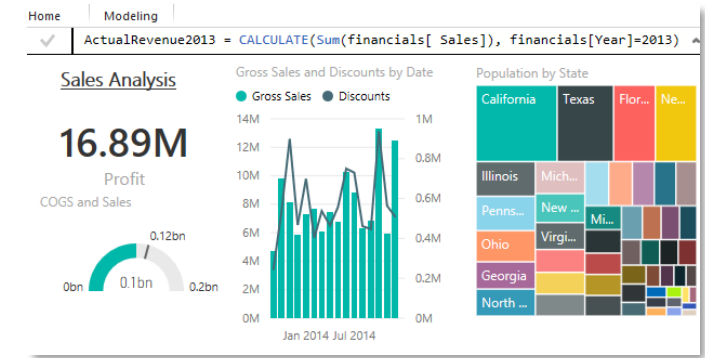 Home Modeling
ActualRevenue2013 = CALCULATE(Sum(financials[ Sales]), financials[Year]=2013)
Sales Analysis
16.89M
Profit
COGS and Sales
0.12bn
0bn 0.1bn 0.2bn
Gross Sales and Discounts by Date
Gross Sales Discounts
14M 1M
12M 0.8M
10M
8M 0.6M
6M 0.4M
4M
2M 0.2M
0M 0M
Jan 2014 Jul 2014
Population by State
California Texas Flor... Ne...
Illinois Mich...
Penns... New ... Mi...
Ohio Virgi...
Georgia
North ...